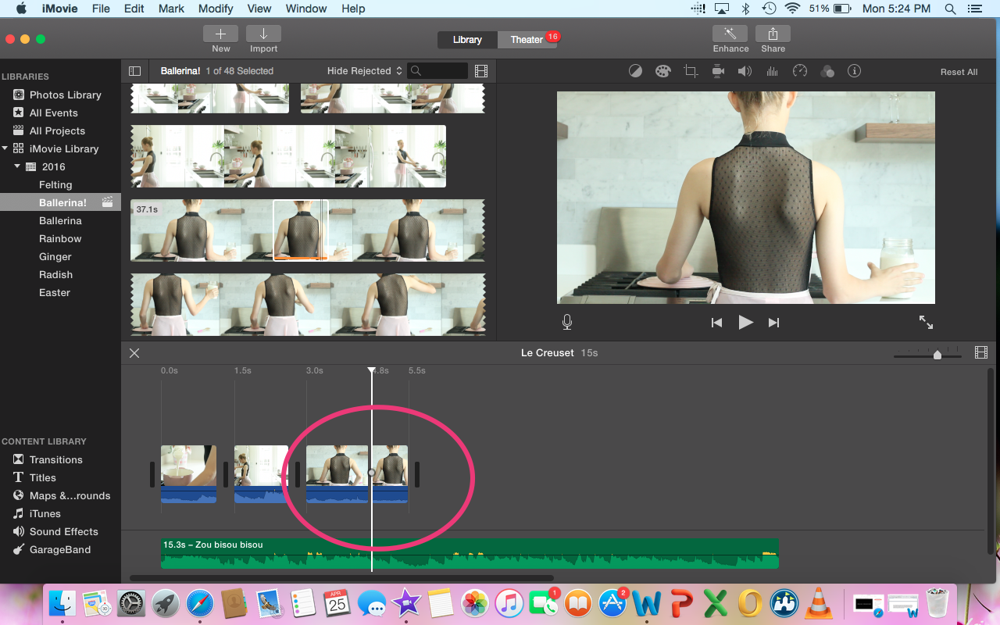 iMovie File Edit Mark Modify View Window Help 51% Mon 5:24 PM
New Import Library Theater 16 Enhance Share
LIBRARIES
Photos Library
All Events
All Projects
iMovie Library
2016
Felting
Ballerina!
Ballerina
Rainbow
Ginger
Radish
Easter
Ballerina! 1 of 48 Selected Hide Rejected
Reset All
37.1s
Le Creuset 15s
0.0s 1.5s 3.0s 4.8s 5.5s
CONTENT LIBRARY
Transitions
T Titles
Maps &...rounds
iTunes
Sound Effects
GarageBand
15.3s – Zou bisou bisou
APR
25
1
2